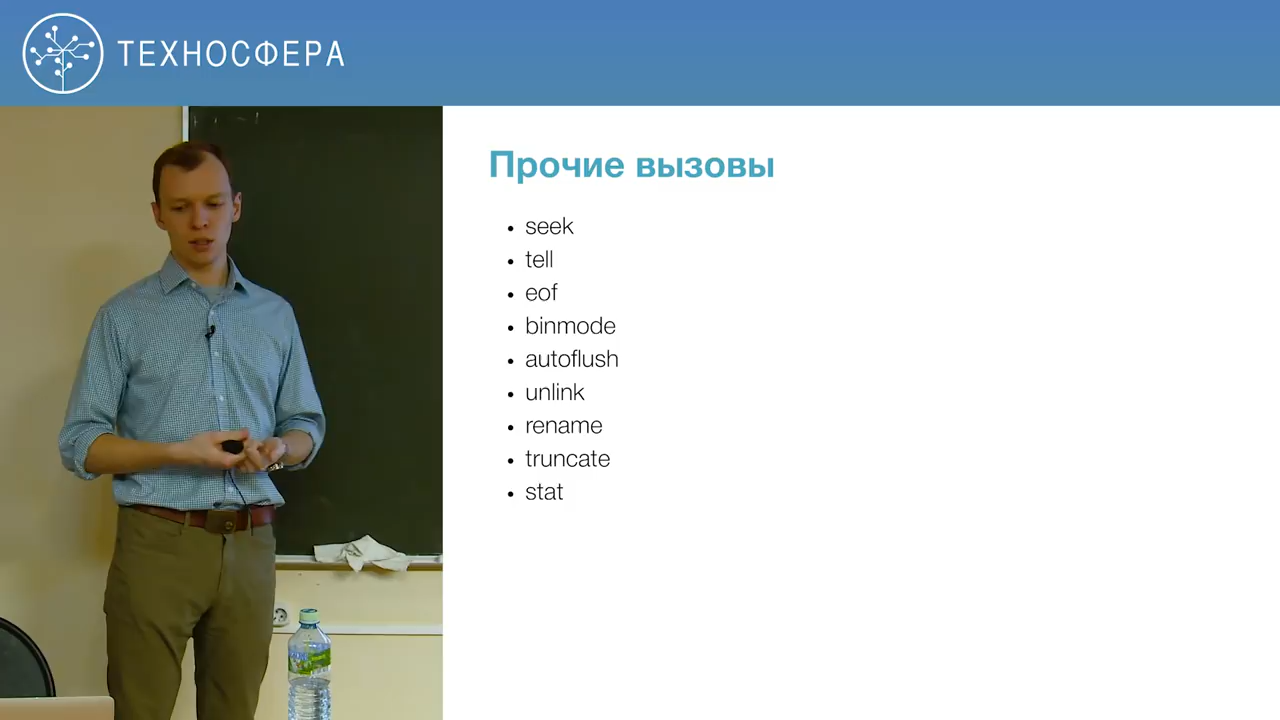 ТЕХНОСФЕРА
Прочие вызовы
• seek
• tell
• eof
• binmode
• autoflush
• unlink
• rename
• truncate
• stat